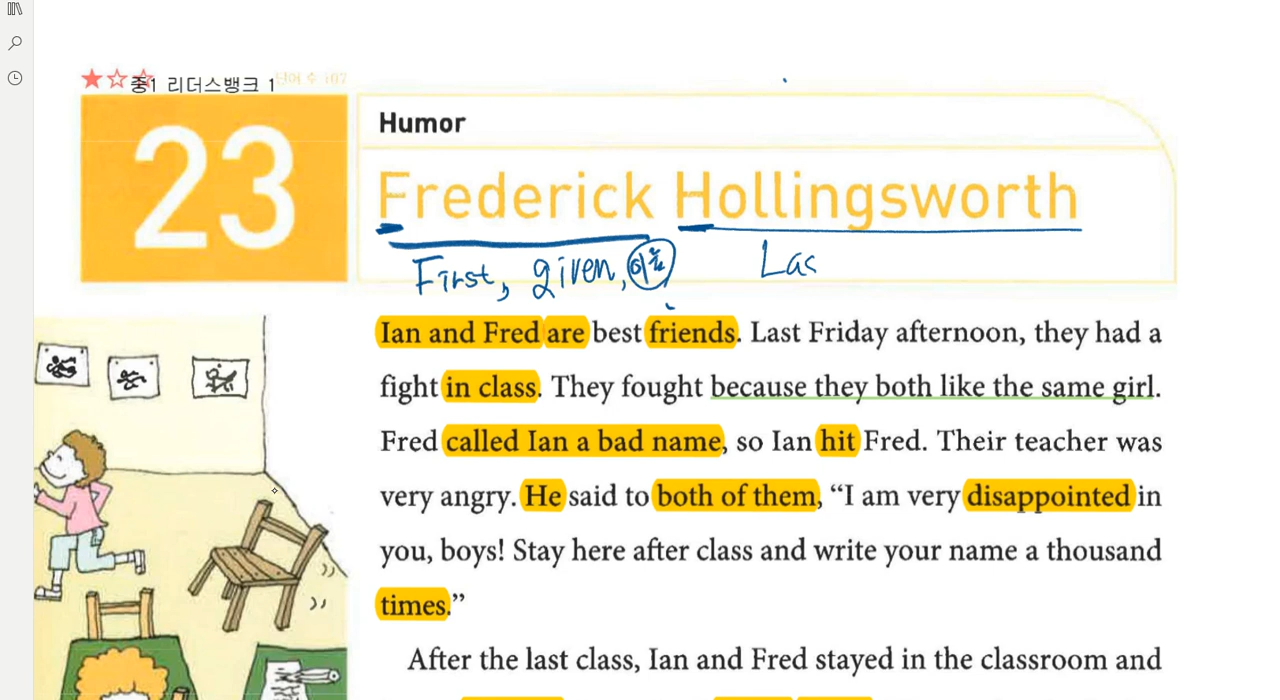 중1 리더스뱅크 1
단어 수 107
23
Humor
Frederick Hollingsworth
First, given, 이름
Las
Ian and Fred are best friends. Last Friday afternoon, they had a
fight in class. They fought because they both like the same girl.
Fred called Ian a bad name, so Ian hit Fred. Their teacher was
very angry. He said to both of them, “I am very disappointed in
you, boys! Stay here after class and write your name a thousand
times.”
After the last class, Ian and Fred stayed in the classroom and